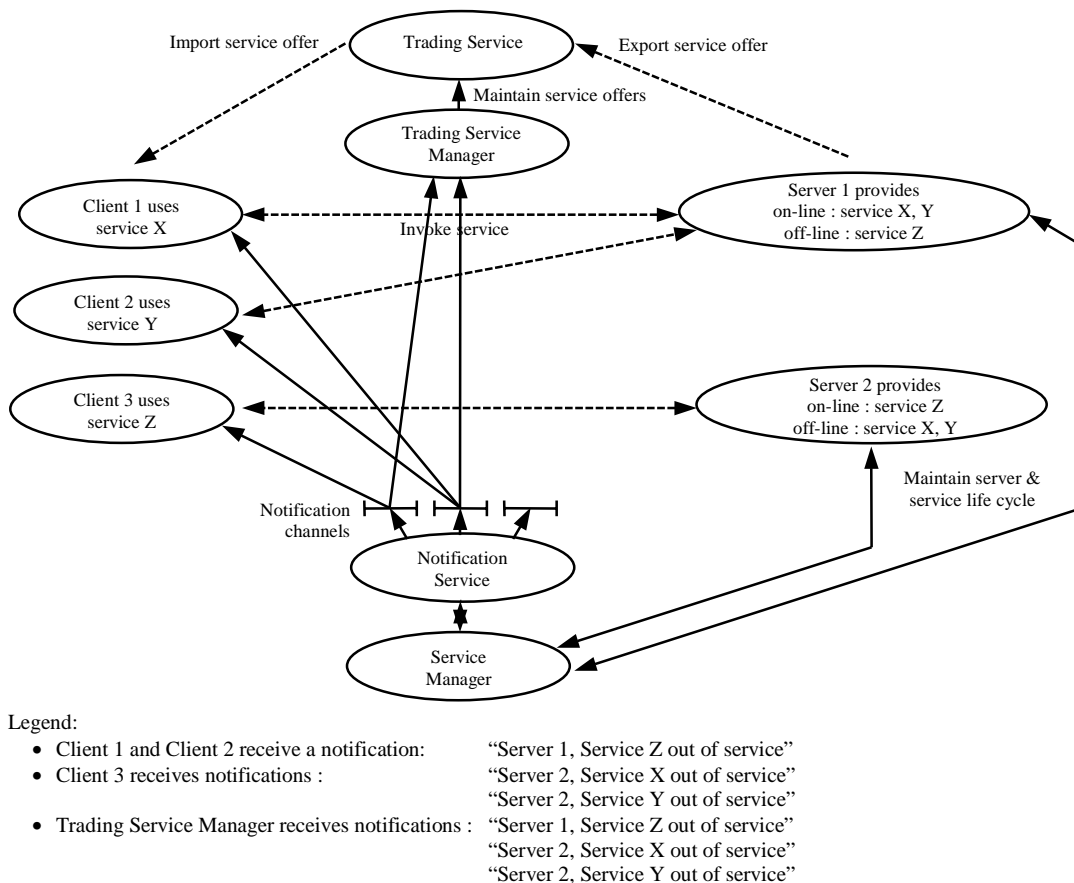 Trading Service
Import service offer
Export service offer
Maintain service offers
Trading Service
Manager
Client 1 uses
service X
Server 1 provides
on-line : service X, Y
off-line : service Z
Invoke service
Client 2 uses
service Y
Client 3 uses
service Z
Server 2 provides
on-line : service Z
off-line : service X, Y
Maintain server &
service life cycle
Notification
channels
Notification
Service
Service
Manager
Legend:
• Client 1 and Client 2 receive a notification: “Server 1, Service Z out of service”
• Client 3 receives notifications : “Server 2, Service X out of service”
“Server 2, Service Y out of service”
• Trading Service Manager receives notifications : “Server 1, Service Z out of service”
“Server 2, Service X out of service”
“Server 2, Service Y out of service”